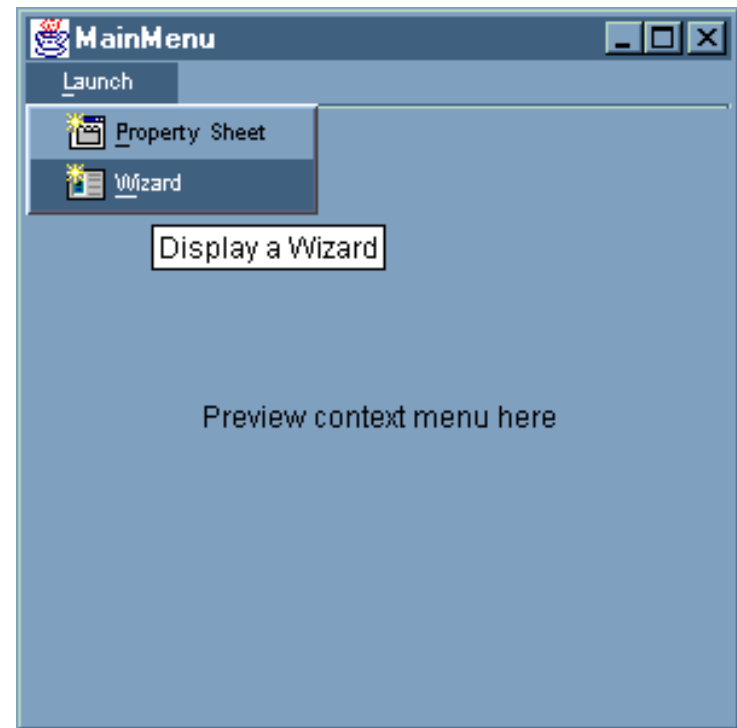 MainMenu
Launch
Property Sheet
Wizard
Display a Wizard
Preview context menu here